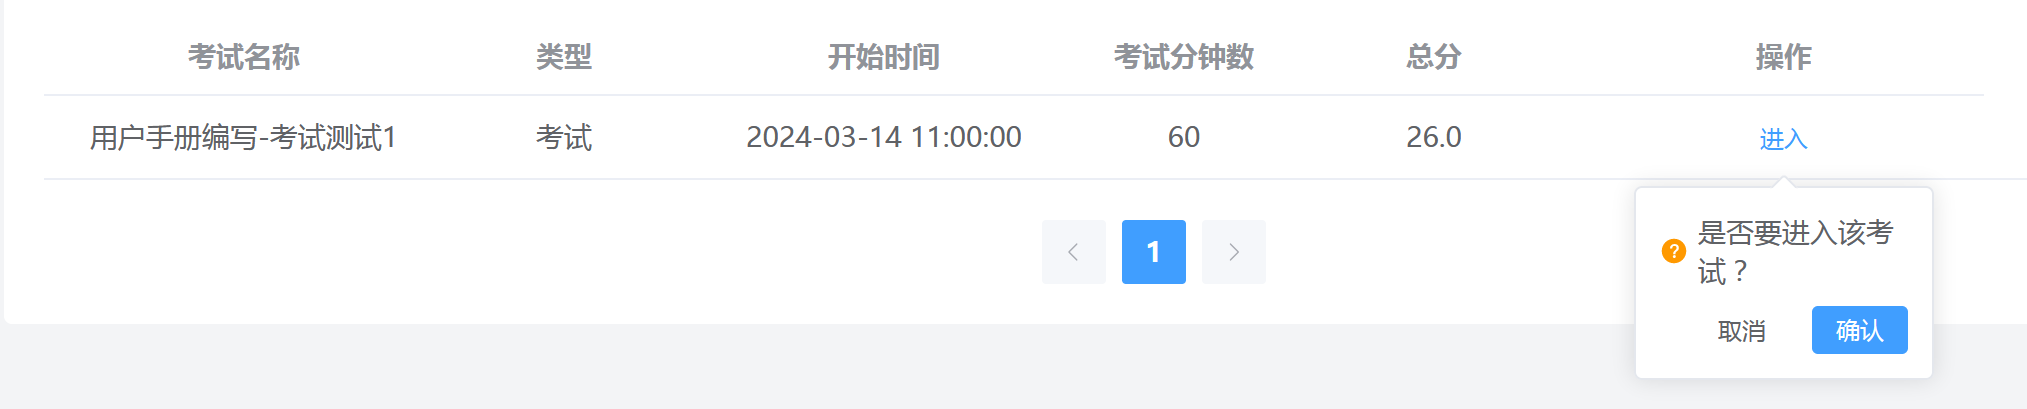 考试名称 类型 开始时间 考试分钟数 总分 操作
用户手册编写-考试测试1 考试 2024-03-14 11:00:00 60 26.0 进入
1
是否要进入该考
试？
取消 确认